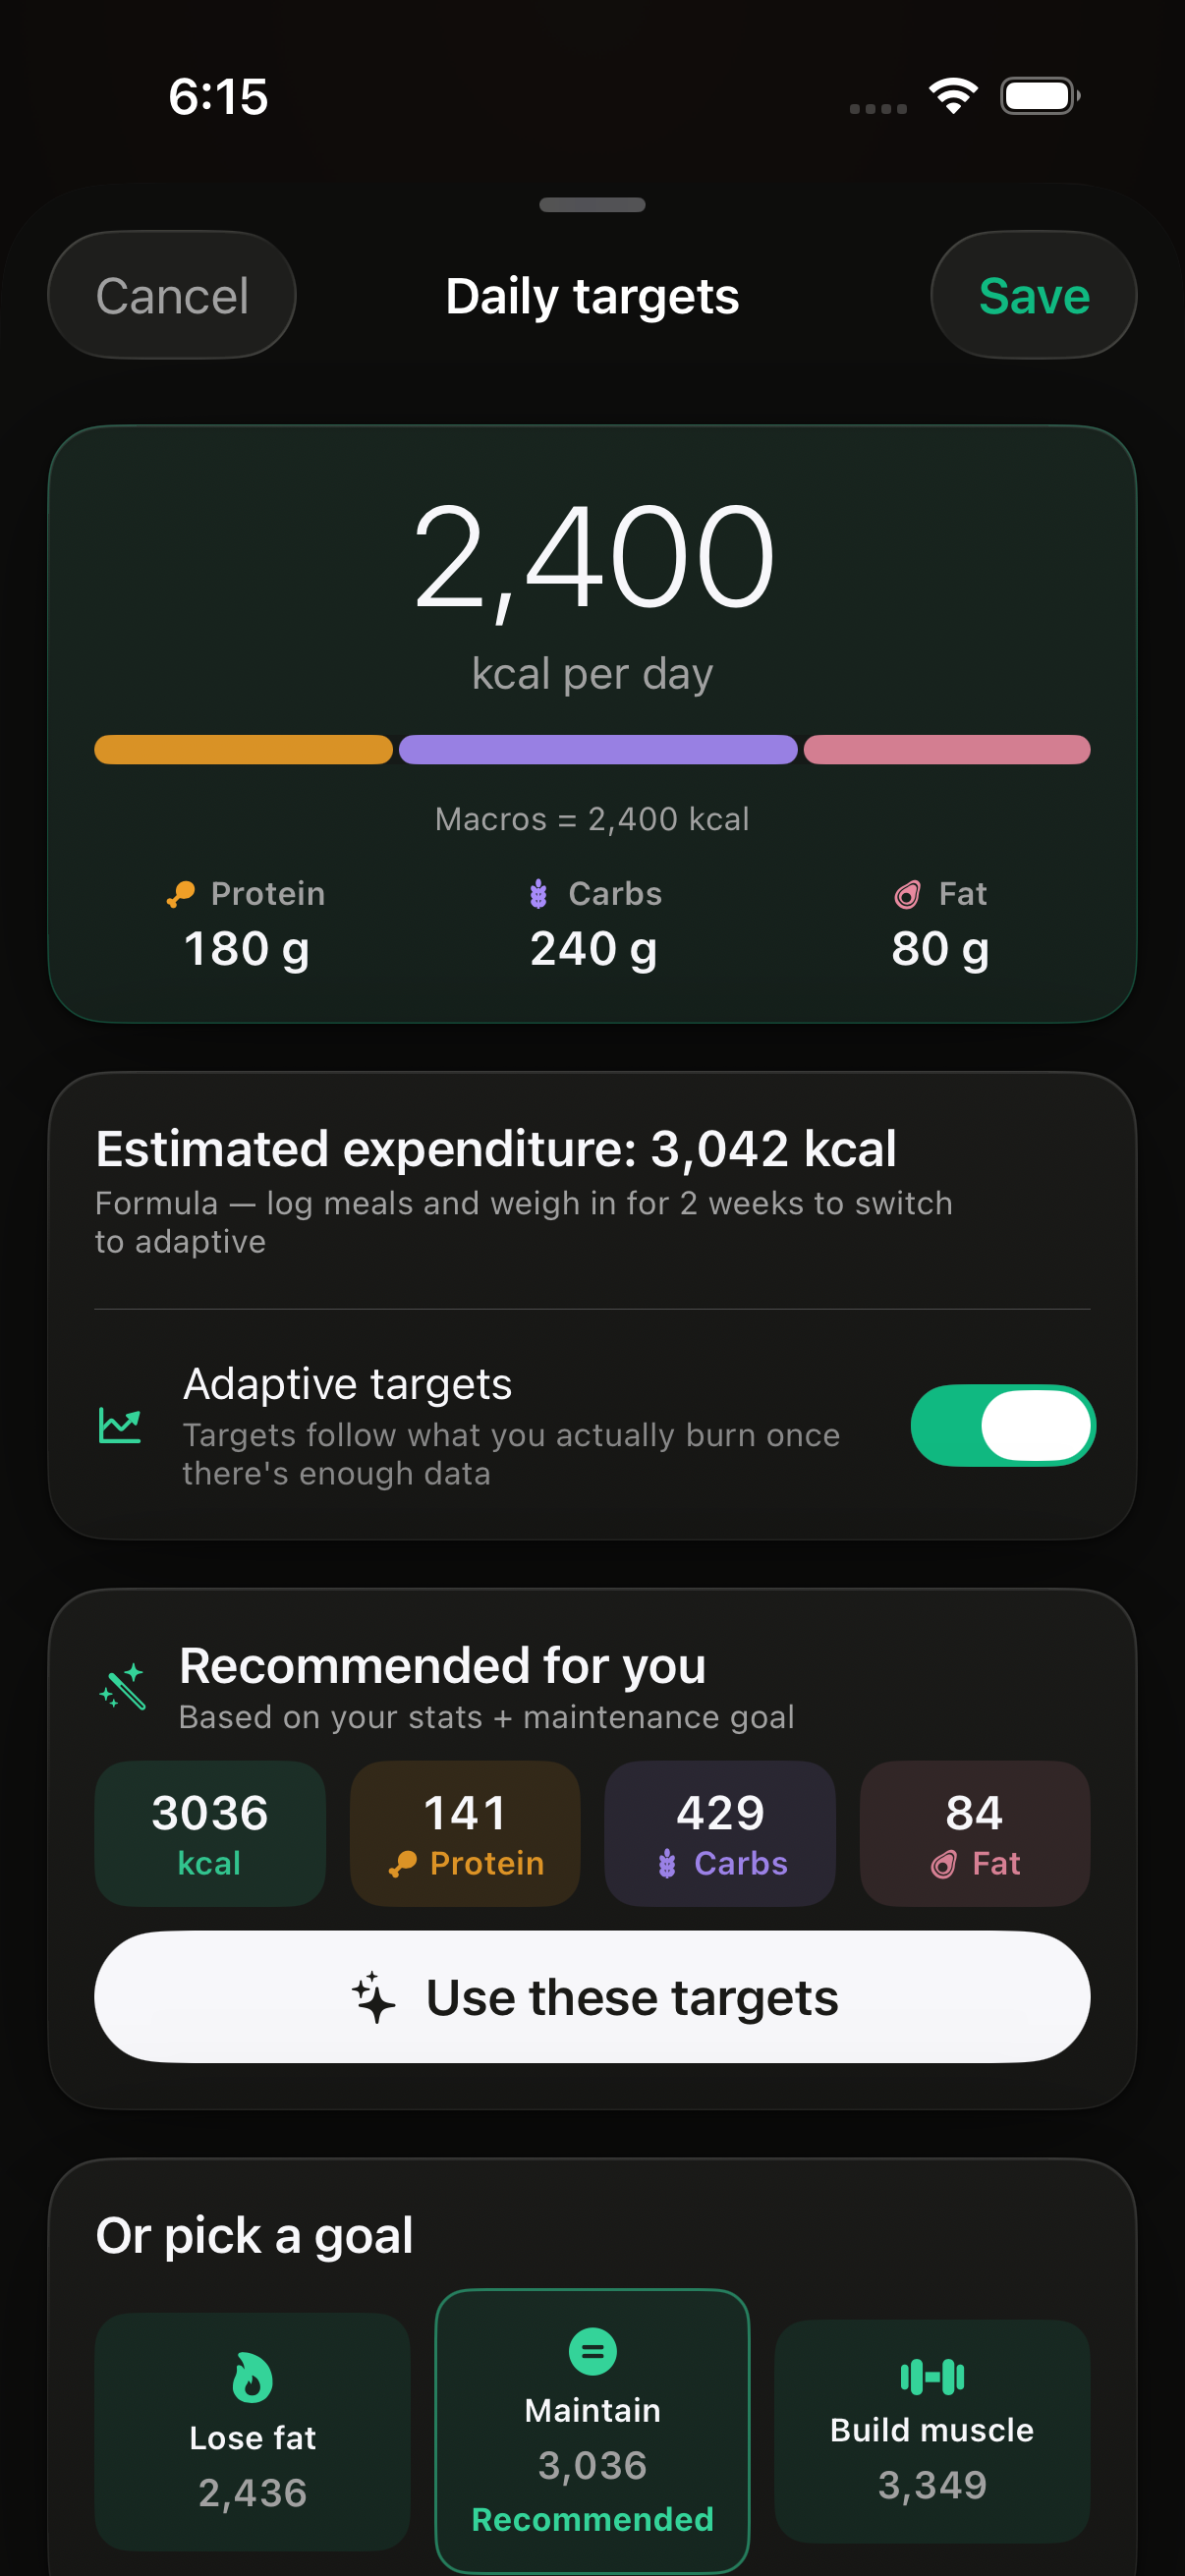 6:15
Cancel
Daily targets
Save
2,400
kcal per day
Macros = 2,400 kcal
Protein
Carbs
Fat
180 g
240 g
80 g
Estimated expenditure: 3,042 kcal
Formula — log meals and weigh in for 2 weeks to switch
to adaptive
Adaptive targets
Targets follow what you actually burn once
there's enough data
Recommended for you
Based on your stats + maintenance goal
3036
kcal
141
Protein
429
Carbs
84
Fat
Use these targets
Or pick a goal
Lose fat
2,436
Maintain
3,036
Recommended
Build muscle
3,349